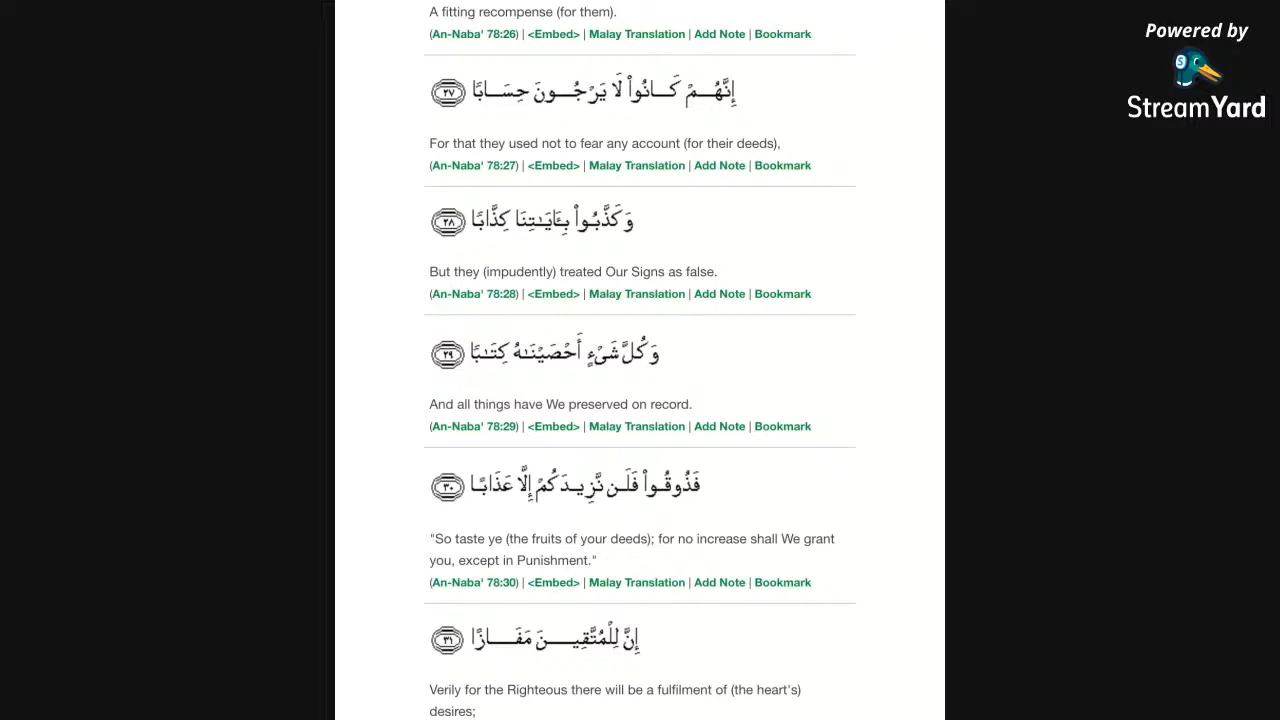 A fitting recompense (for them).
(An-Naba' 78:26) | <Embed> | Malay Translation | Add Note | Bookmark
Powered by
StreamYard
إِنَّهُمْ كَانُوا۟ لَا يَرْجُونَ حِسَابًا ٢٧
For that they used not to fear any account (for their deeds),
(An-Naba' 78:27) | <Embed> | Malay Translation | Add Note | Bookmark
وَكَذَّبُوا۟ بِـَٔايَـٰتِنَا كِذَّابًا ٢٨
But they (impudently) treated Our Signs as false.
(An-Naba' 78:28) | <Embed> | Malay Translation | Add Note | Bookmark
وَكُلَّ شَىْءٍ أَحْصَيْنَـٰهُ كِتَـٰبًا ٢٩
And all things have We preserved on record.
(An-Naba' 78:29) | <Embed> | Malay Translation | Add Note | Bookmark
فَذُوقُوا۟ فَلَن نَّزِيدَكُمْ إِلَّا عَذَابًا ٣٠
"So taste ye (the fruits of your deeds); for no increase shall We grant
you, except in Punishment."
(An-Naba' 78:30) | <Embed> | Malay Translation | Add Note | Bookmark
إِنَّ لِلْمُتَّقِينَ مَفَازًا ٣١
Verily for the Righteous there will be a fulfilment of (the heart's)
desires;